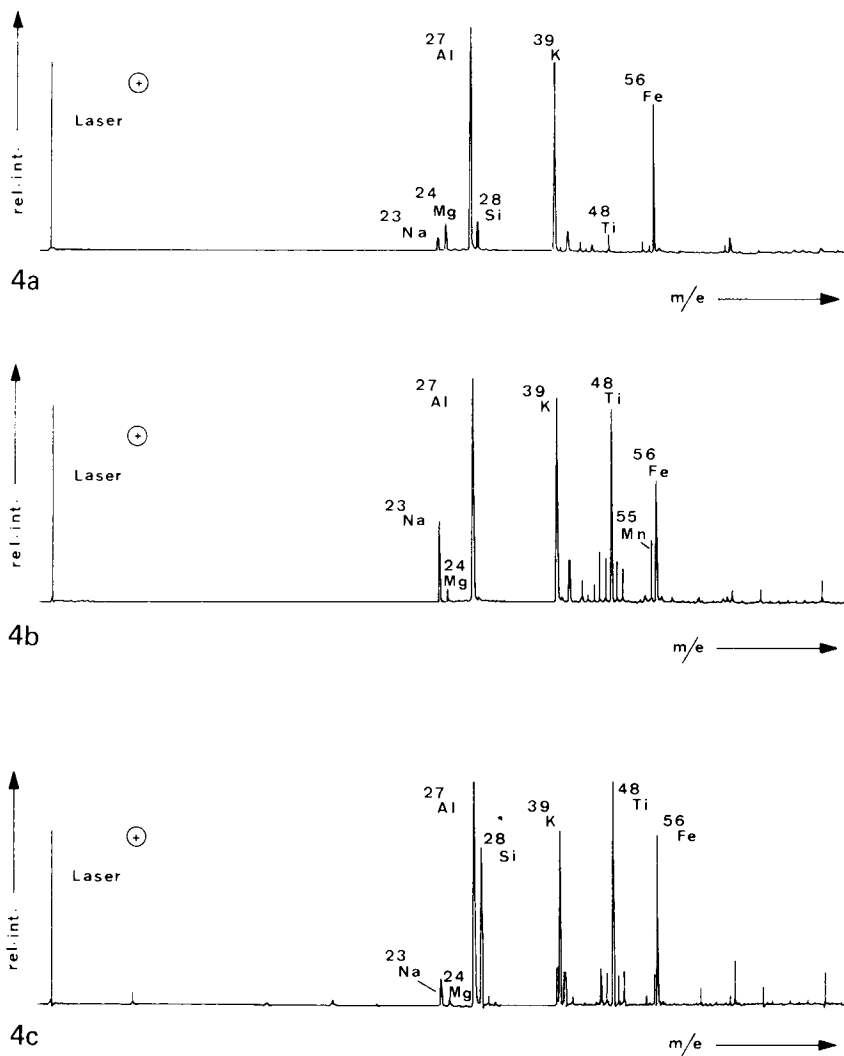 rel.int.
+
Laser
23
Na
24
Mg
27
Al
28
Si
39
K
48
Ti
56
Fe
4a
m/e
rel.int.
+
Laser
23
Na
24
Mg
27
Al
39
K
48
Ti
55
Mn
56
Fe
4b
m/e
rel.int.
+
Laser
23
Na
24
Mg
27
Al
28
Si
39
K
48
Ti
56
Fe
4c
m/e